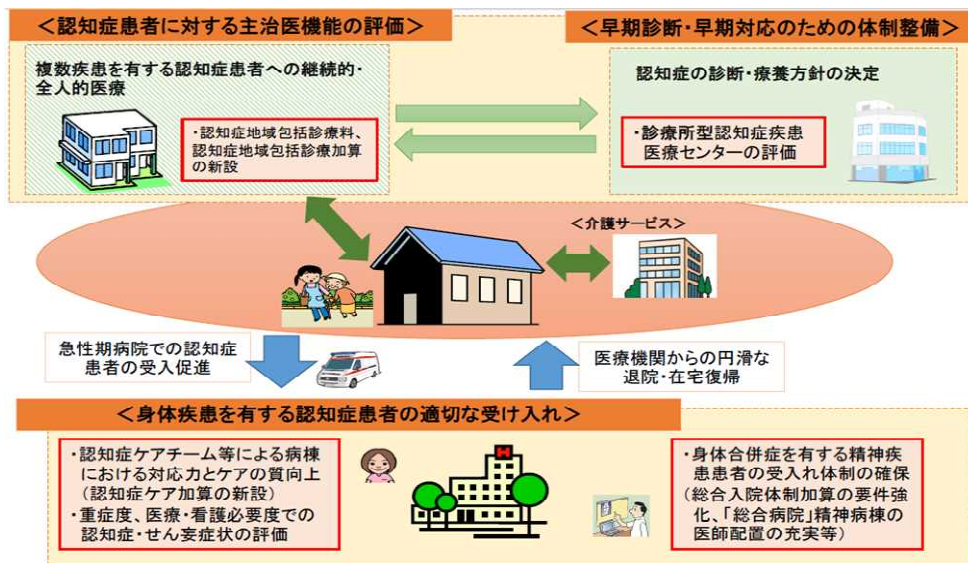 ＜認知症患者に対する主治医機能の評価＞
複数疾患を有する認知症患者への継続的・
全人的医療
・認知症地域包括診療料、
認知症地域包括診療加算
の新設
＜早期診断・早期対応のための体制整備＞
認知症の診断・療養方針の決定
・診療所型認知症疾患
医療センターの評価
＜介護サービス＞
急性期病院での認知症
患者の受入促進
医療機関からの円滑な
退院・在宅復帰
＜身体疾患を有する認知症患者の適切な受け入れ＞
・認知症ケアチーム等による病棟
における対応力とケアの質向上
（認知症ケア加算の新設）
・重症度、医療・看護必要度での
認知症・せん妄症状の評価
H
・身体合併症を有する精神疾
患患者の受入れ体制の確保
（総合入院体制加算の要件強
化、「総合病院」精神病棟の
医師配置の充実等）